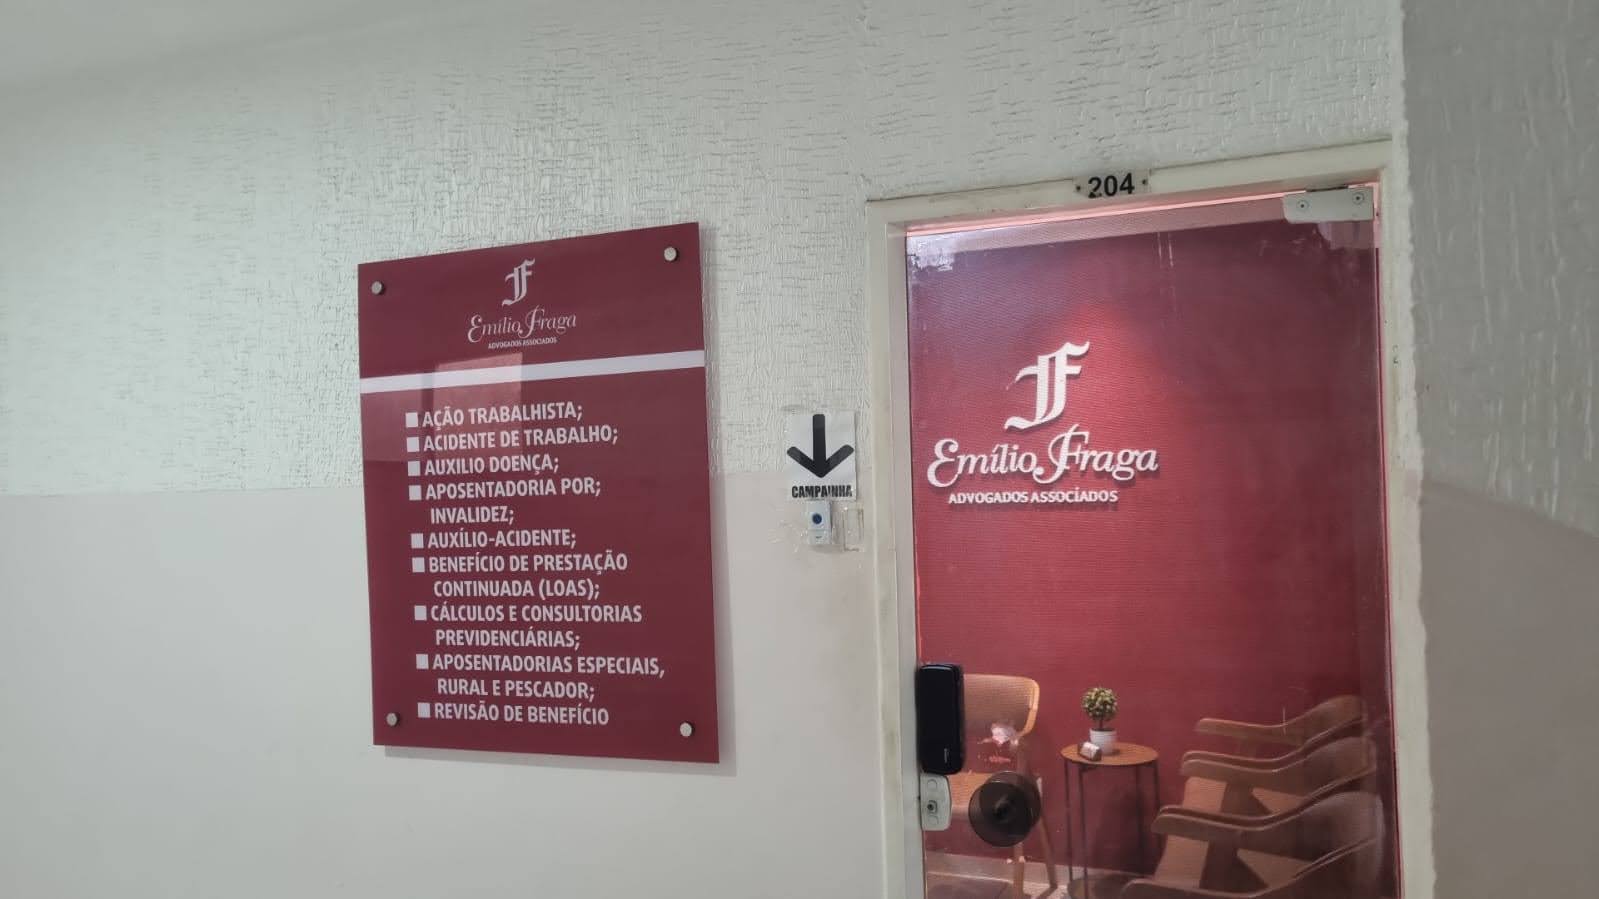 Emílio Fraga
ADVOGADOS ASSOCIADOS
AÇÃO TRABALHISTA;
ACIDENTE DE TRABALHO;
AUXILIO DOENÇA;
APOSENTADORIA POR;
INVALIDEZ;
AUXÍLIO-ACIDENTE;
BENEFÍCIO DE PRESTAÇÃO
CONTINUADA (LOAS);
CÁLCULOS E CONSULTORIAS
PREVIDENCIÁRIAS;
APOSENTADORIAS ESPECIAIS,
RURAL E PESCADOR;
REVISÃO DE BENEFÍCIO
CAMPAINHA
204
Emílio Fraga
ADVOGADOS ASSOCIADOS